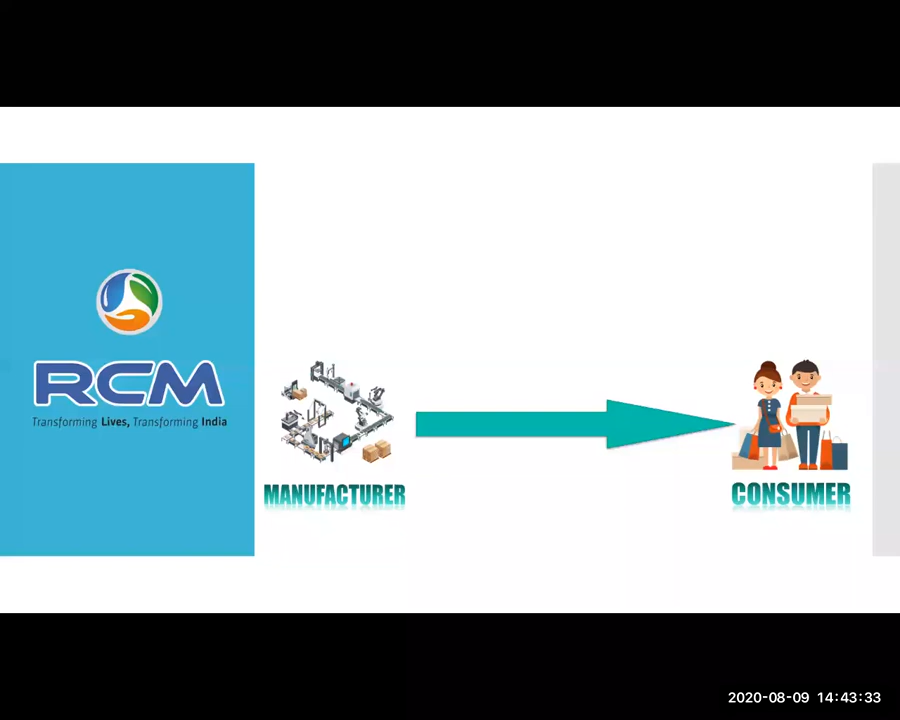 RCM
Transforming Lives, Transforming India
MANUFACTURER
CONSUMER
2020-08-09 14:43:33